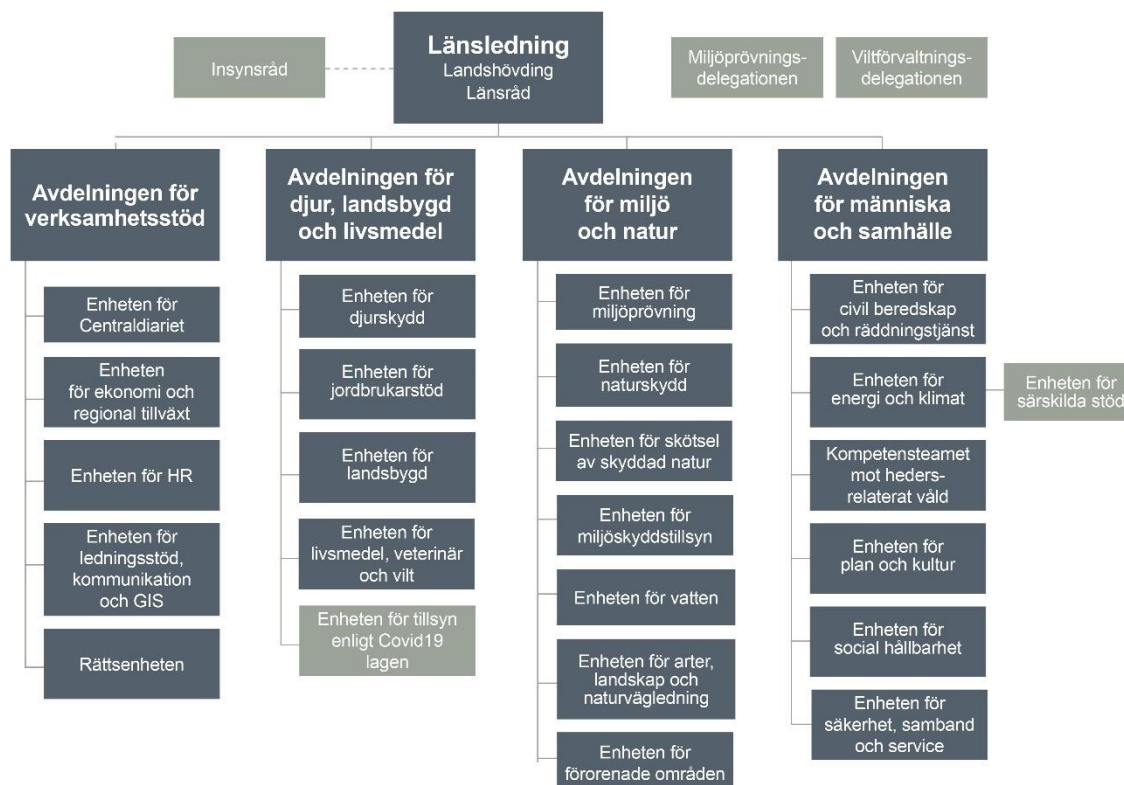 Länsledning
Landshövding
Länsråd
Insynsråd
Miljöprövnings-
delegationen
Viltförvaltnings-
delegationen
Avdelningen för
verksamhetsstöd
Enheten för
Centraldiariet
Enheten
för ekonomi och
regional tillväxt
Enheten för HR
Enheten för
ledningsstöd,
kommunikation
och GIS
Rättsenheten
Avdelningen för
djur, landsbygd
och livsmedel
Enheten för
djurskydd
Enheten för
jordbrukarstöd
Enheten för
landsbygd
Enheten för
livsmedel, veterinär
och vilt
Enheten för tillsyn
enligt Covid19
lagen
Avdelningen
för miljö
och natur
Enheten för
miljöprövning
Enheten för
naturskydd
Enheten för skötsel
av skyddad natur
Enheten för
miljöskyddstillsyn
Enheten för vatten
Enheten för arter,
landskap och
naturvägledning
Enheten för
förorenade områden
Avdelningen
för människa
och samhälle
Enheten för
civil beredskap
och räddningstjänst
Enheten för
energi och klimat
Enheten för
särskilda stöd
Kompetensteamet
mot heders-
relaterat våld
Enheten för
plan och kultur
Enheten för
social hållbarhet
Enheten för
säkerhet, samband
och service